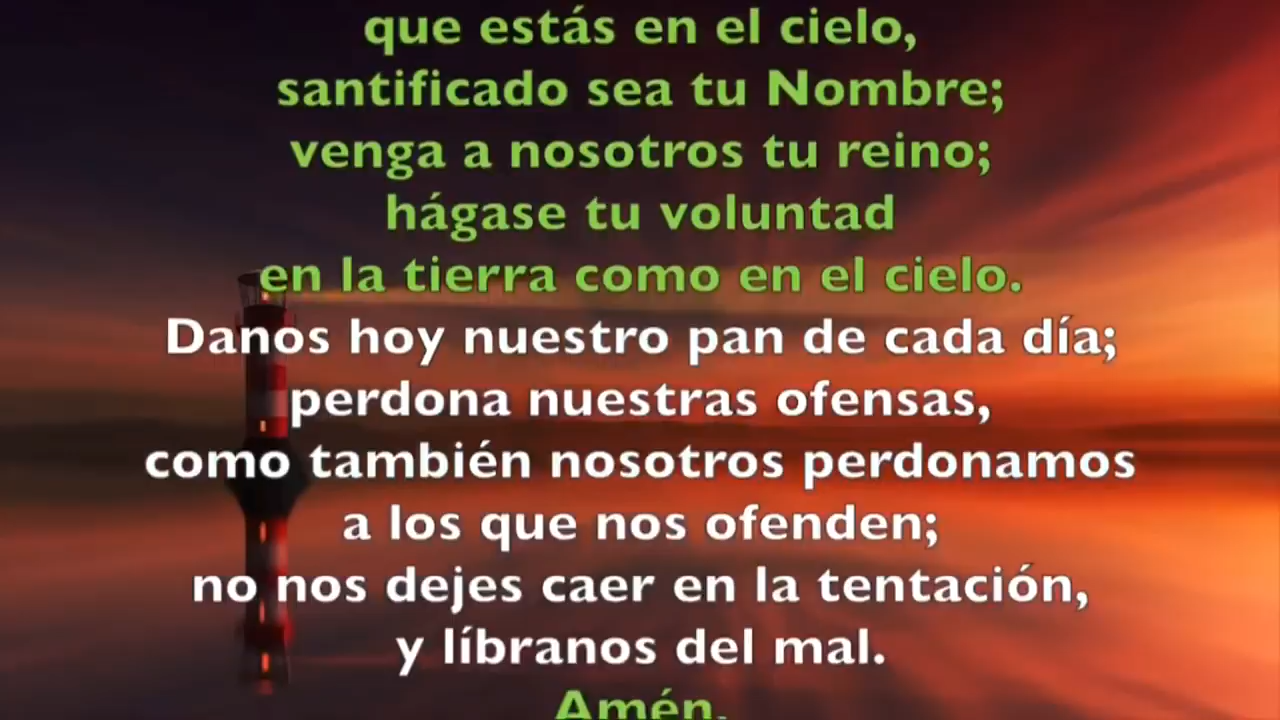 que estás en el cielo,
santificado sea tu Nombre;
venga a nosotros tu reino;
hágase tu voluntad
en la tierra como en el cielo.
Danos hoy nuestro pan de cada día;
perdona nuestras ofensas,
como también nosotros perdonamos
a los que nos ofenden;
no nos dejes caer en la tentación,
y líbranos del mal.
Amén.